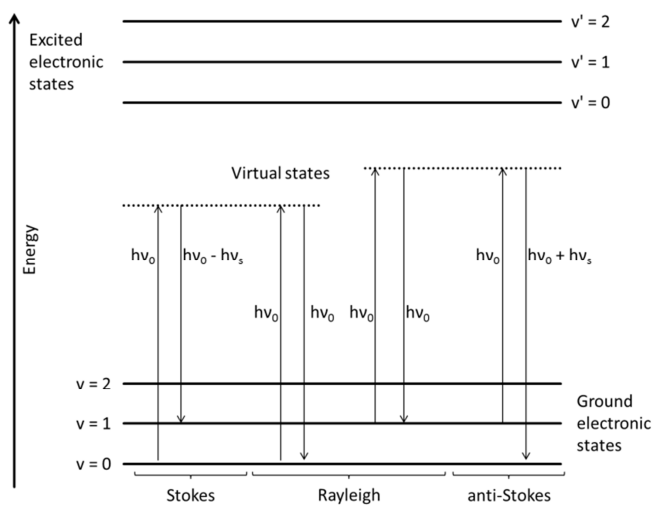 v' = 2
Excited
electronic
states
v' = 1
v' = 0
Virtual states
Energy
hν₀
hν₀ - hνₛ
hν₀
hν₀ + hνₛ
hν₀
hν₀
hν₀
hν₀
v = 2
v = 1
v = 0
Ground
electronic
states
Stokes
Rayleigh
anti-Stokes